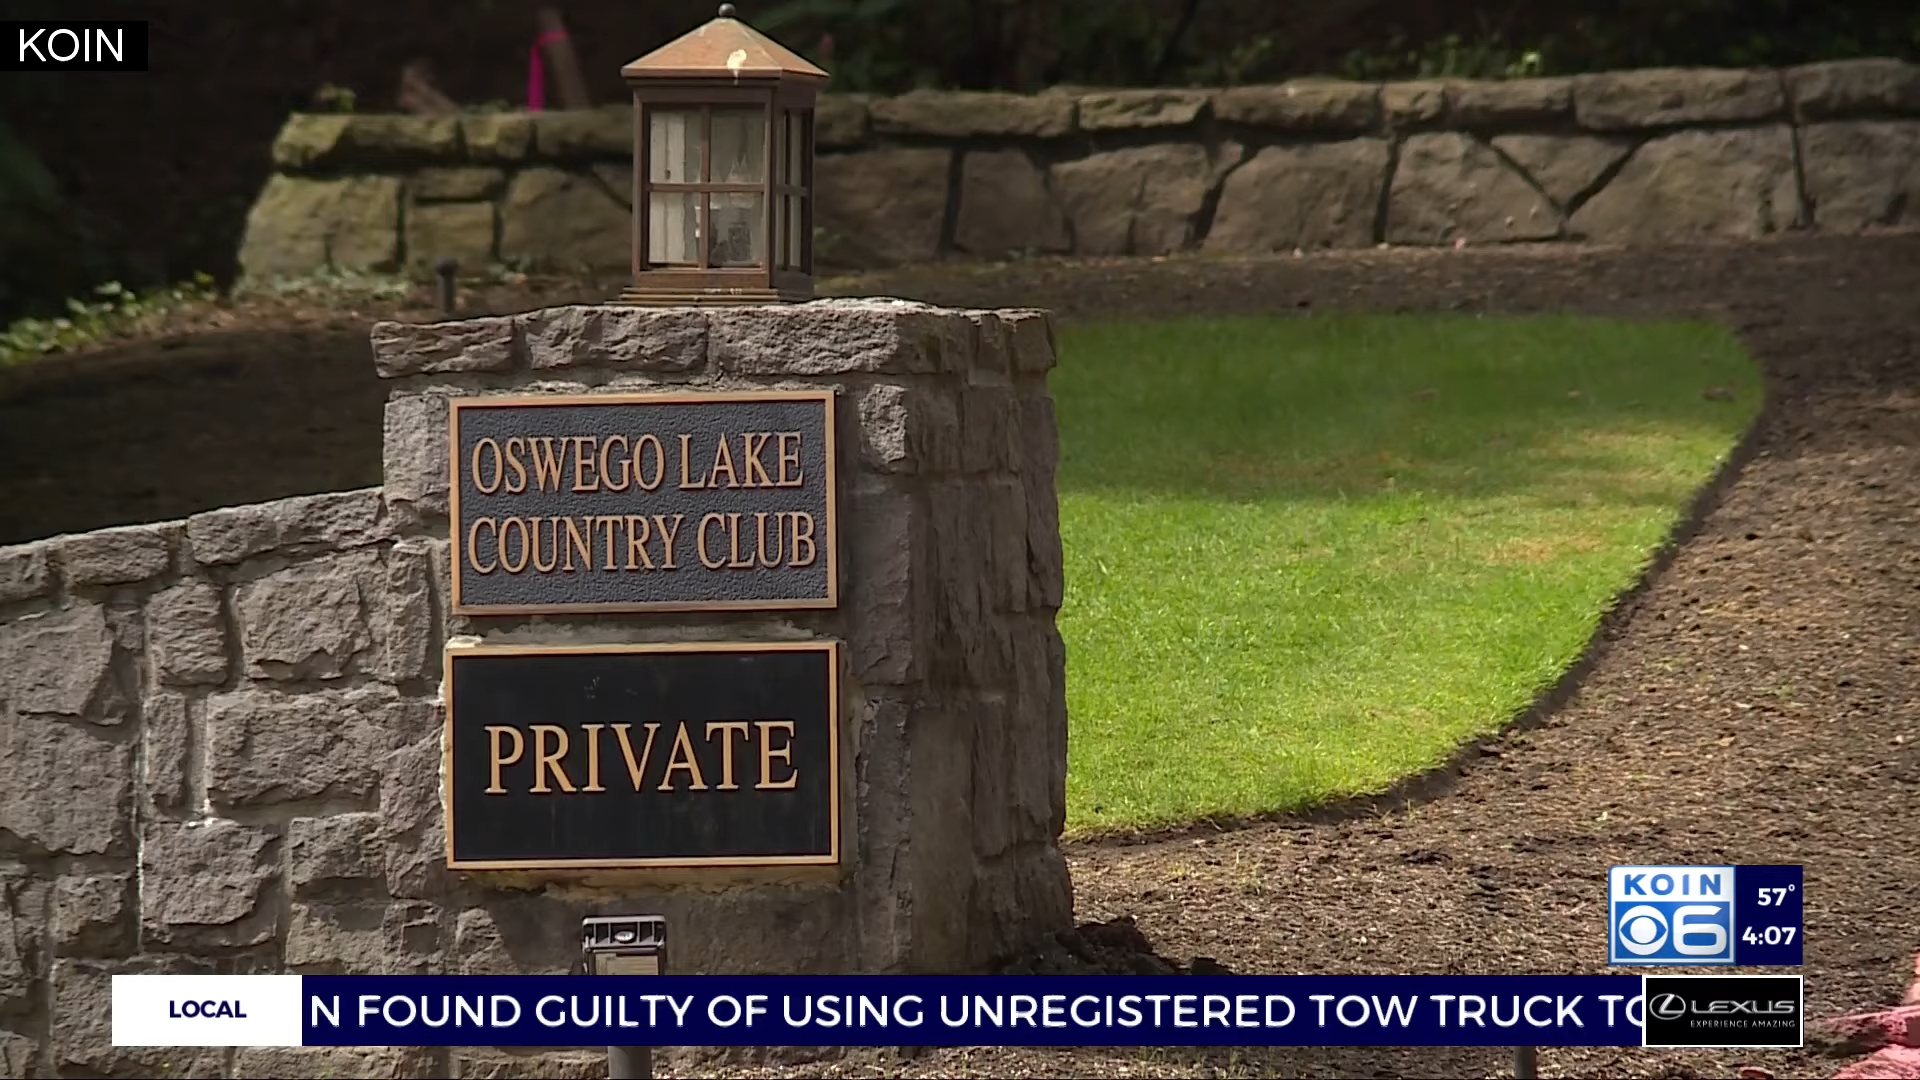 KOIN
OSWEGO LAKE
COUNTRY CLUB
PRIVATE
KOIN
6
57°
4:07
LOCAL
N FOUND GUILTY OF USING UNREGISTERED TOW TRUCK TO
LEXUS
EXPERIENCE AMAZING